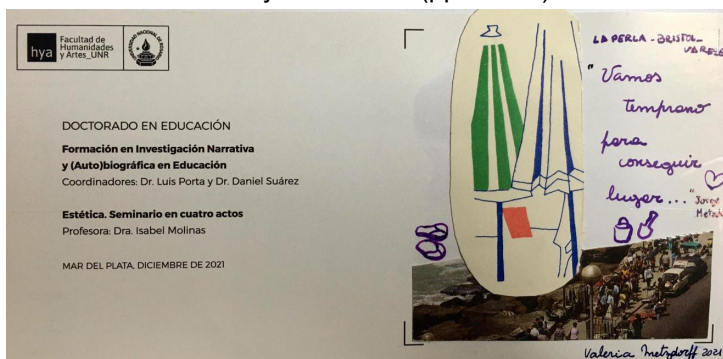 hya
Facultad de
Humanidades
y Artes_UNR
DOCTORADO EN EDUCACIÓN
Formación en Investigación Narrativa
y (Auto)biográfica en Educación
Coordinadores: Dr. Luis Porta y Dr. Daniel Suárez
Estética. Seminario en cuatro actos
Profesora: Dra. Isabel Molinas
MAR DEL PLATA, DICIEMBRE DE 2021
LA PERLA - BRISTOL -
"Vamos
temprano
para
conseguir
lugar..."
Valeria Metzdorff 2021